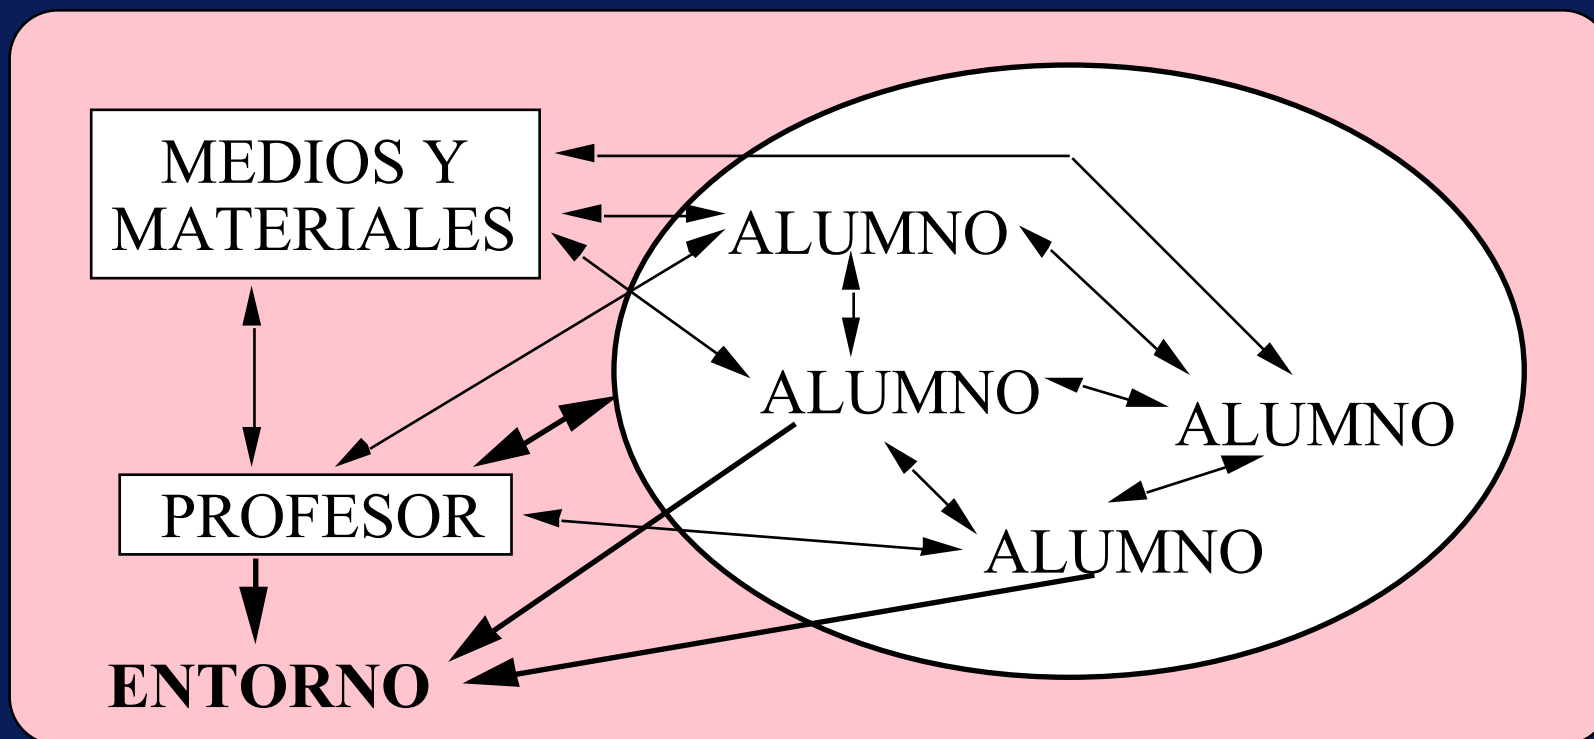 MEDIOS Y
MATERIALES
ALUMNO
ALUMNO
ALUMNO
PROFESOR
ALUMNO
ENTORNO